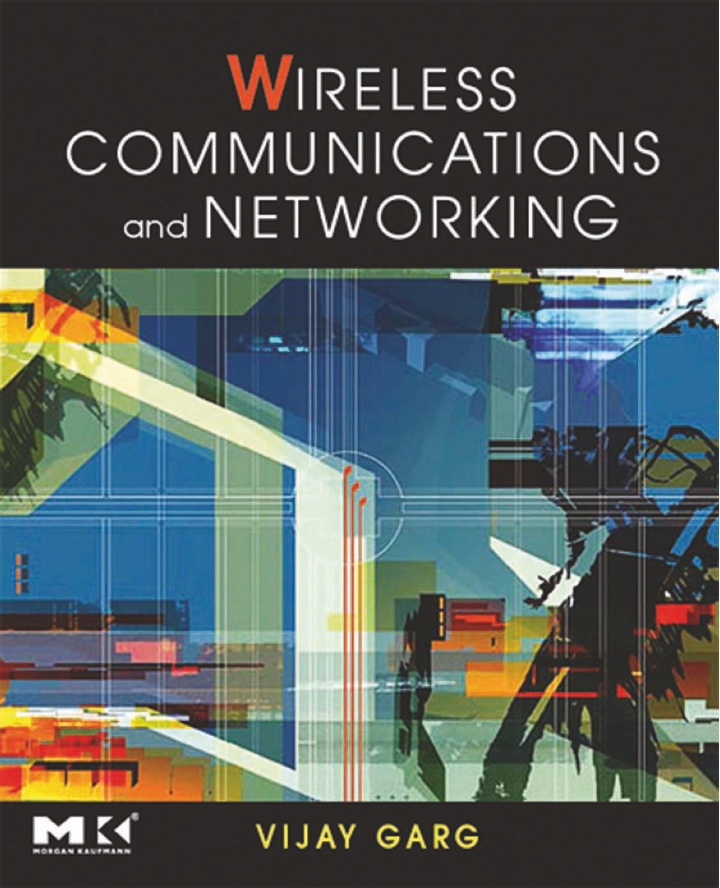 WIRELESS
COMMUNICATIONS
and NETWORKING
MK®
MORGAN KAUFMANN
VIJAY GARG